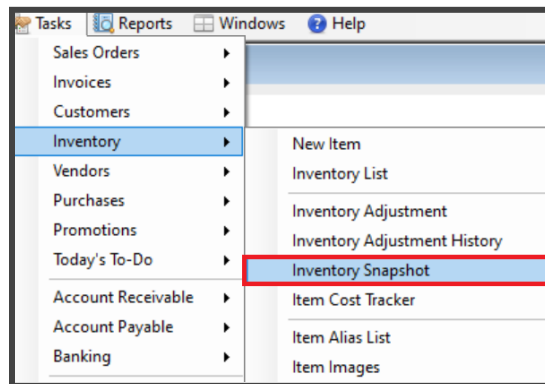 Tasks Reports Windows Help
Sales Orders
Invoices
Customers
Inventory
Vendors
Purchases
Promotions
Today's To-Do
Account Receivable
Account Payable
Banking
New Item
Inventory List
Inventory Adjustment
Inventory Adjustment History
Inventory Snapshot
Item Cost Tracker
Item Alias List
Item Images